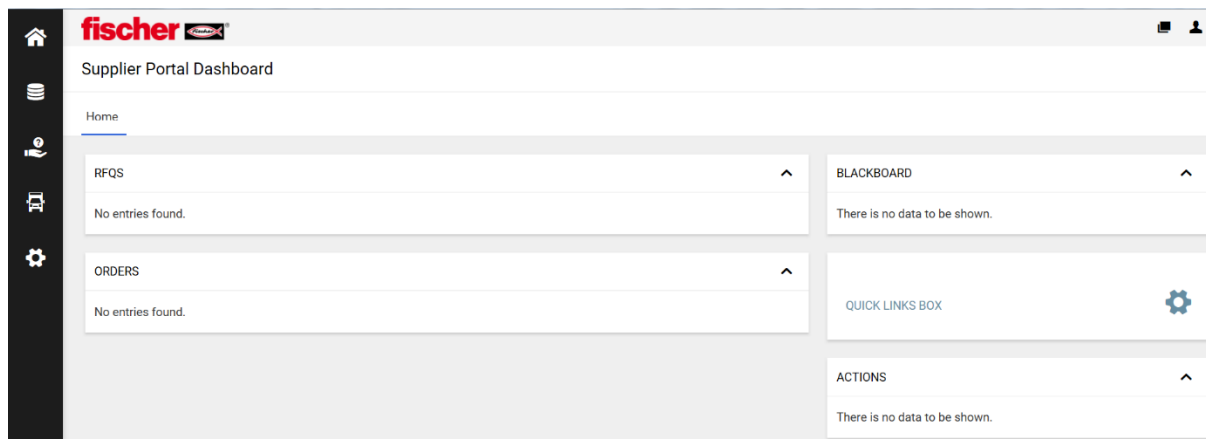 fischer
Supplier Portal Dashboard
Home
RFQS
No entries found.
ORDERS
No entries found.
BLACKBOARD
There is no data to be shown.
QUICK LINKS BOX
ACTIONS
There is no data to be shown.